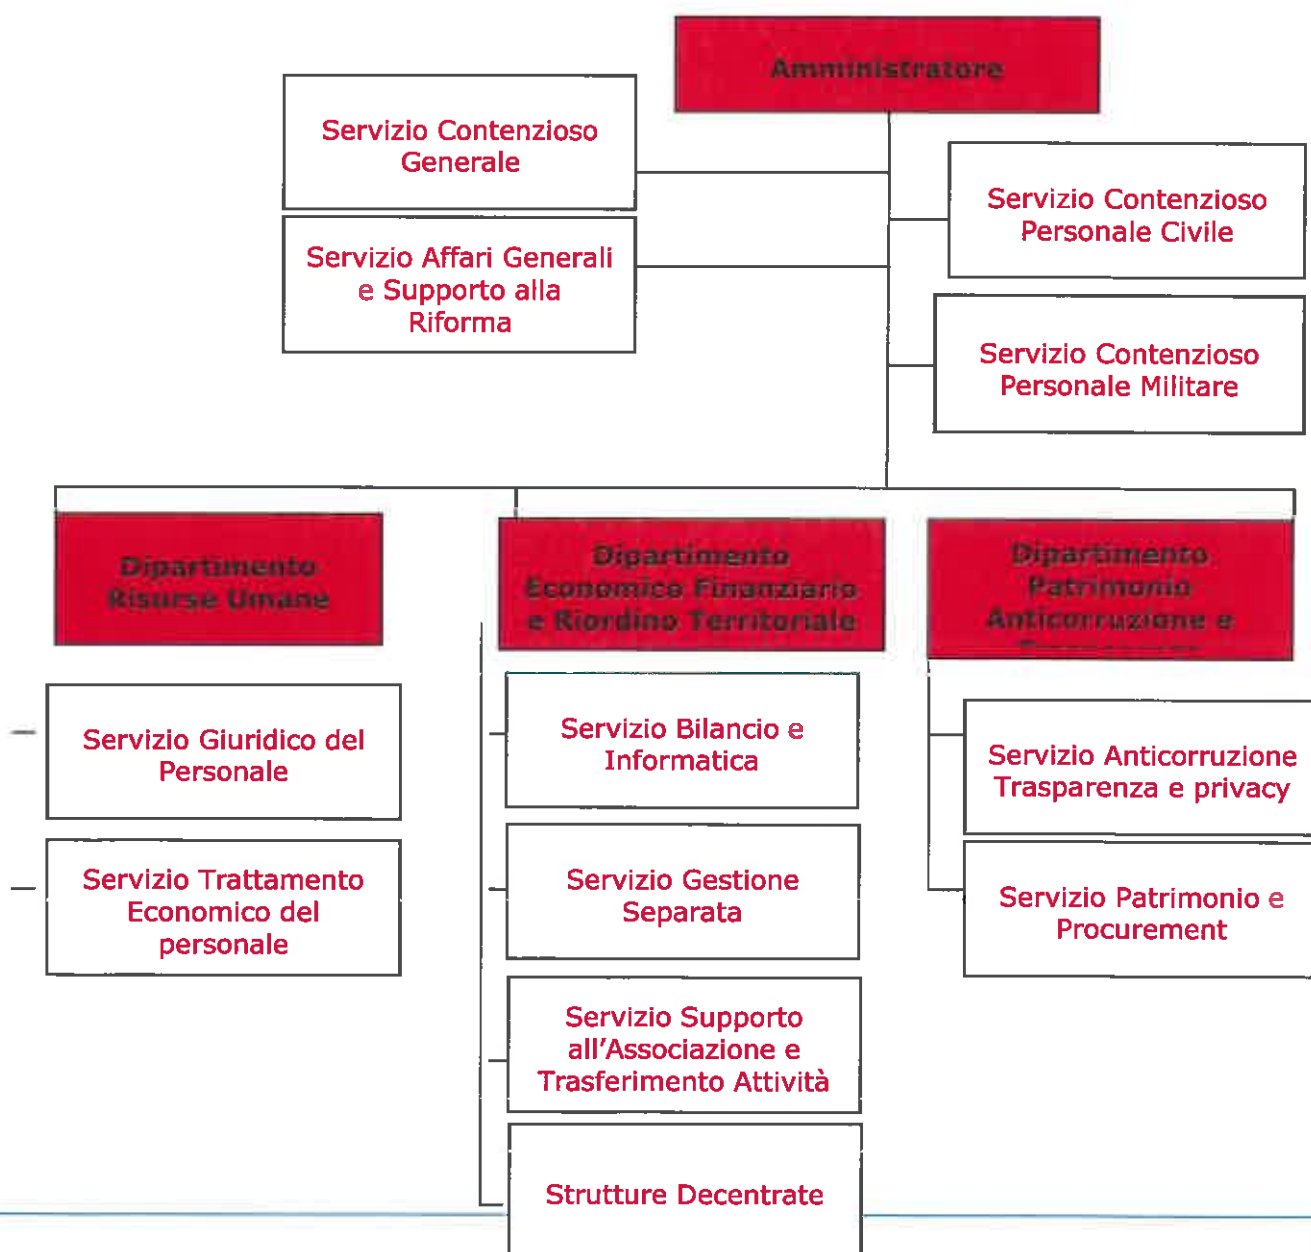 Amministratore
Servizio Contenzioso
Generale
Servizio Contenzioso
Personale Civile
Servizio Affari Generali
e Supporto alla
Riforma
Servizio Contenzioso
Personale Militare
Dipartimento
Risurse Umane
Dipartimento
Economico Finanziario
e Riordino Territoriale
Dipartimento
Patrimonio
Anticorruzione e
Servizio Giuridico del
Personale
Servizio Trattamento
Economico del
personale
Servizio Bilancio e
Informatica
Servizio Gestione
Separata
Servizio Supporto
all'Associazione e
Trasferimento Attività
Strutture Decentrate
Servizio Anticorruzione
Trasparenza e privacy
Servizio Patrimonio e
Procurement